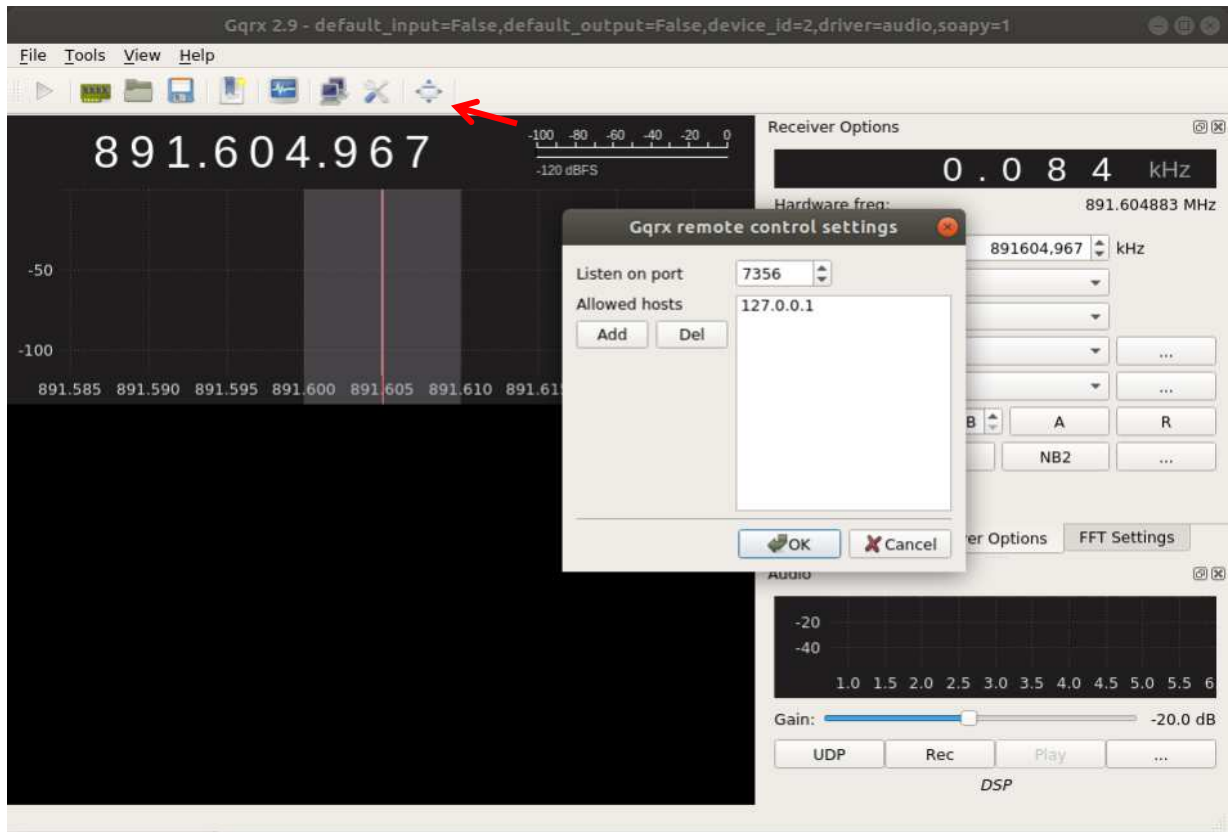 Gqrx 2.9 - default_input=False,default_output=False,device_id=2,driver=audio,soapy=1
File Tools View Help
891.604.967
-100 -80 -60 -40 -20 0
-120 dBFS
-50
-100
891.585 891.590 891.595 891.600 891.605 891.610 891.61
Receiver Options
0.084 kHz
Hardware freq: 891.604883 MHz
891604,967 kHz
...
...
B A R
NB2 ...
er Options FFT Settings
Gqrx remote control settings
Listen on port 7356
Allowed hosts 127.0.0.1
Add Del
OK Cancel
Audio
-20
-40
1.0 1.5 2.0 2.5 3.0 3.5 4.0 4.5 5.0 5.5 6
Gain: -20.0 dB
UDP Rec Play ...
DSP